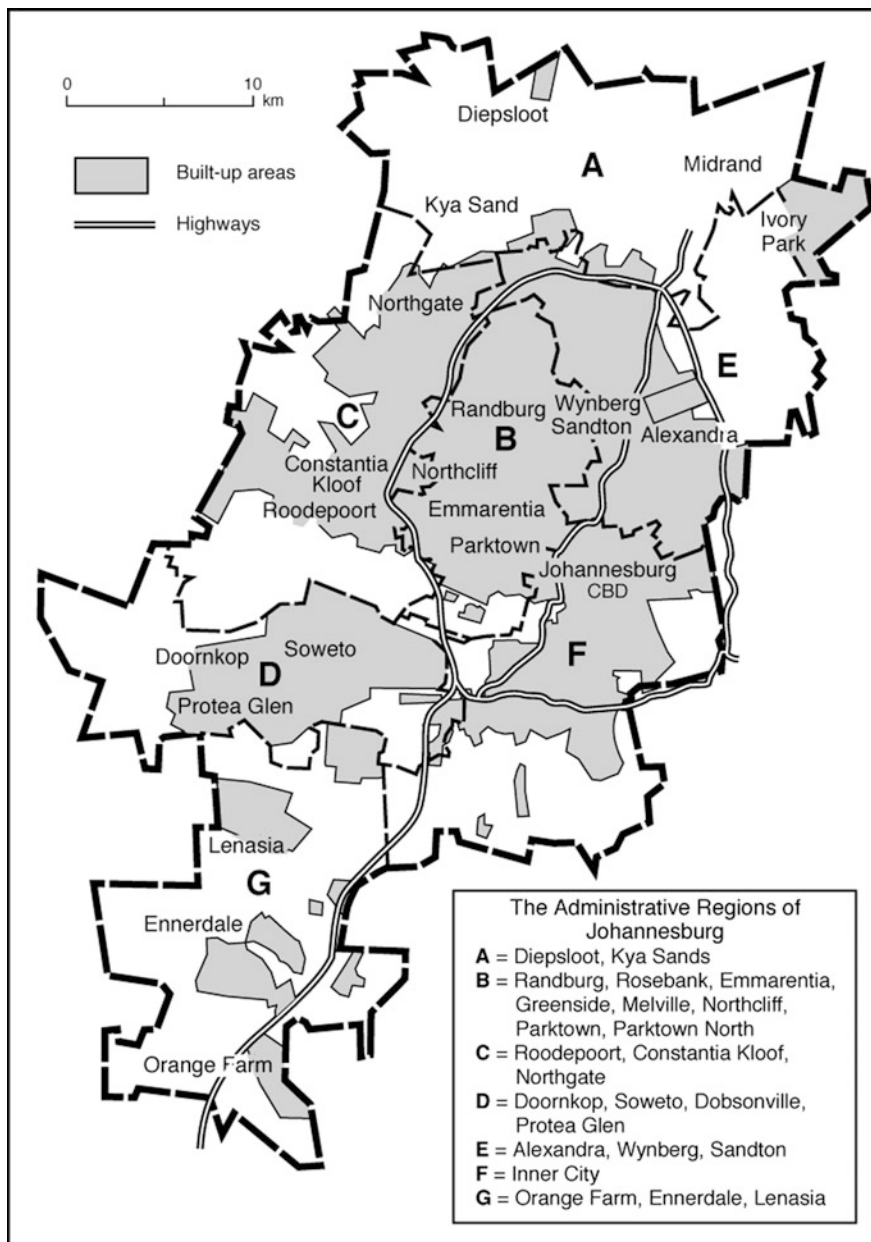 0
10
km
Built-up areas
Highways
Diepsloot
A
Midrand
Kya Sand
Ivory
Park
Northgate
E
C
Randburg
Wynberg
Sandton
B
Alexandra
Constantia
Kloof
Northcliff
Roodepoort
Emmarentia
Parktown
Johannesburg
CBD
Doornkop
Soweto
D
F
Protea Glen
Lenasia
G
Ennerdale
Orange Farm
The Administrative Regions of
Johannesburg
A = Diepsloot, Kya Sands
B = Randburg, Rosebank, Emmarentia,
Greenside, Melville, Northcliff,
Parktown, Parktown North
C = Roodepoort, Constantia Kloof,
Northgate
D = Doornkop, Soweto, Dobsonville,
Protea Glen
E = Alexandra, Wynberg, Sandton
F = Inner City
G = Orange Farm, Ennerdale, Lenasia